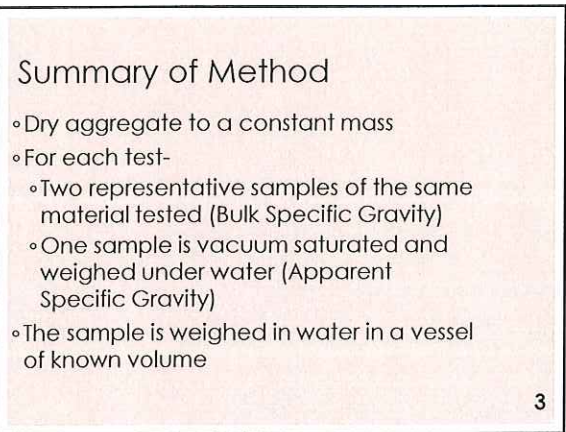 Summary of Method
∘Dry aggregate to a constant mass
∘For each test-
∘Two representative samples of the same
material tested (Bulk Specific Gravity)
∘One sample is vacuum saturated and
weighed under water (Apparent
Specific Gravity)
∘The sample is weighed in water in a vessel
of known volume
3